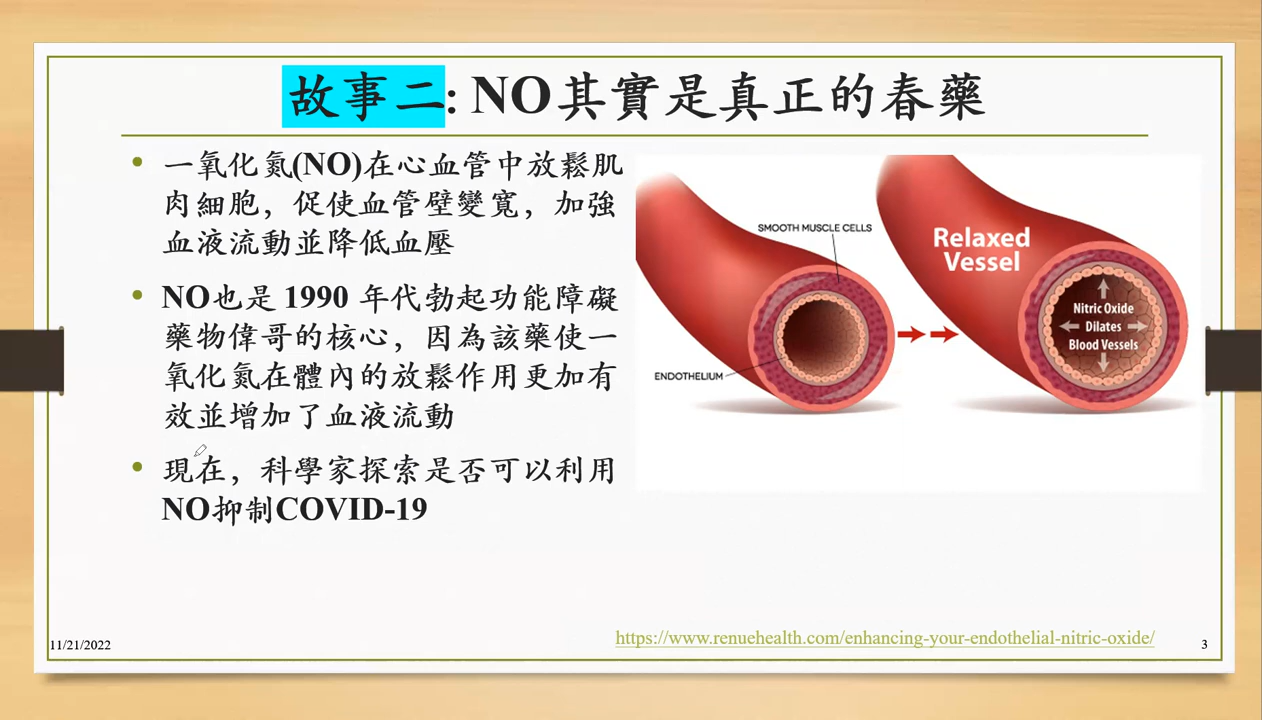 故事二: NO其實是真正的春藥
• 一氧化氮(NO)在心血管中放鬆肌
肉細胞，促使血管壁變寬，加強
血液流動並降低血壓
• NO也是 1990 年代勃起功能障礙
藥物偉哥的核心，因為該藥使一
氧化氮在體內的放鬆作用更加有
效並增加了血液流動
• 現在，科學家探索是否可以利用
NO抑制COVID-19
SMOOTH MUSCLE CELLS
ENDOTHELIUM
Relaxed
Vessel
Nitric Oxide
Dilates
Blood Vessels
11/21/2022
https://www.renuehealth.com/enhancing-your-endothelial-nitric-oxide/
3